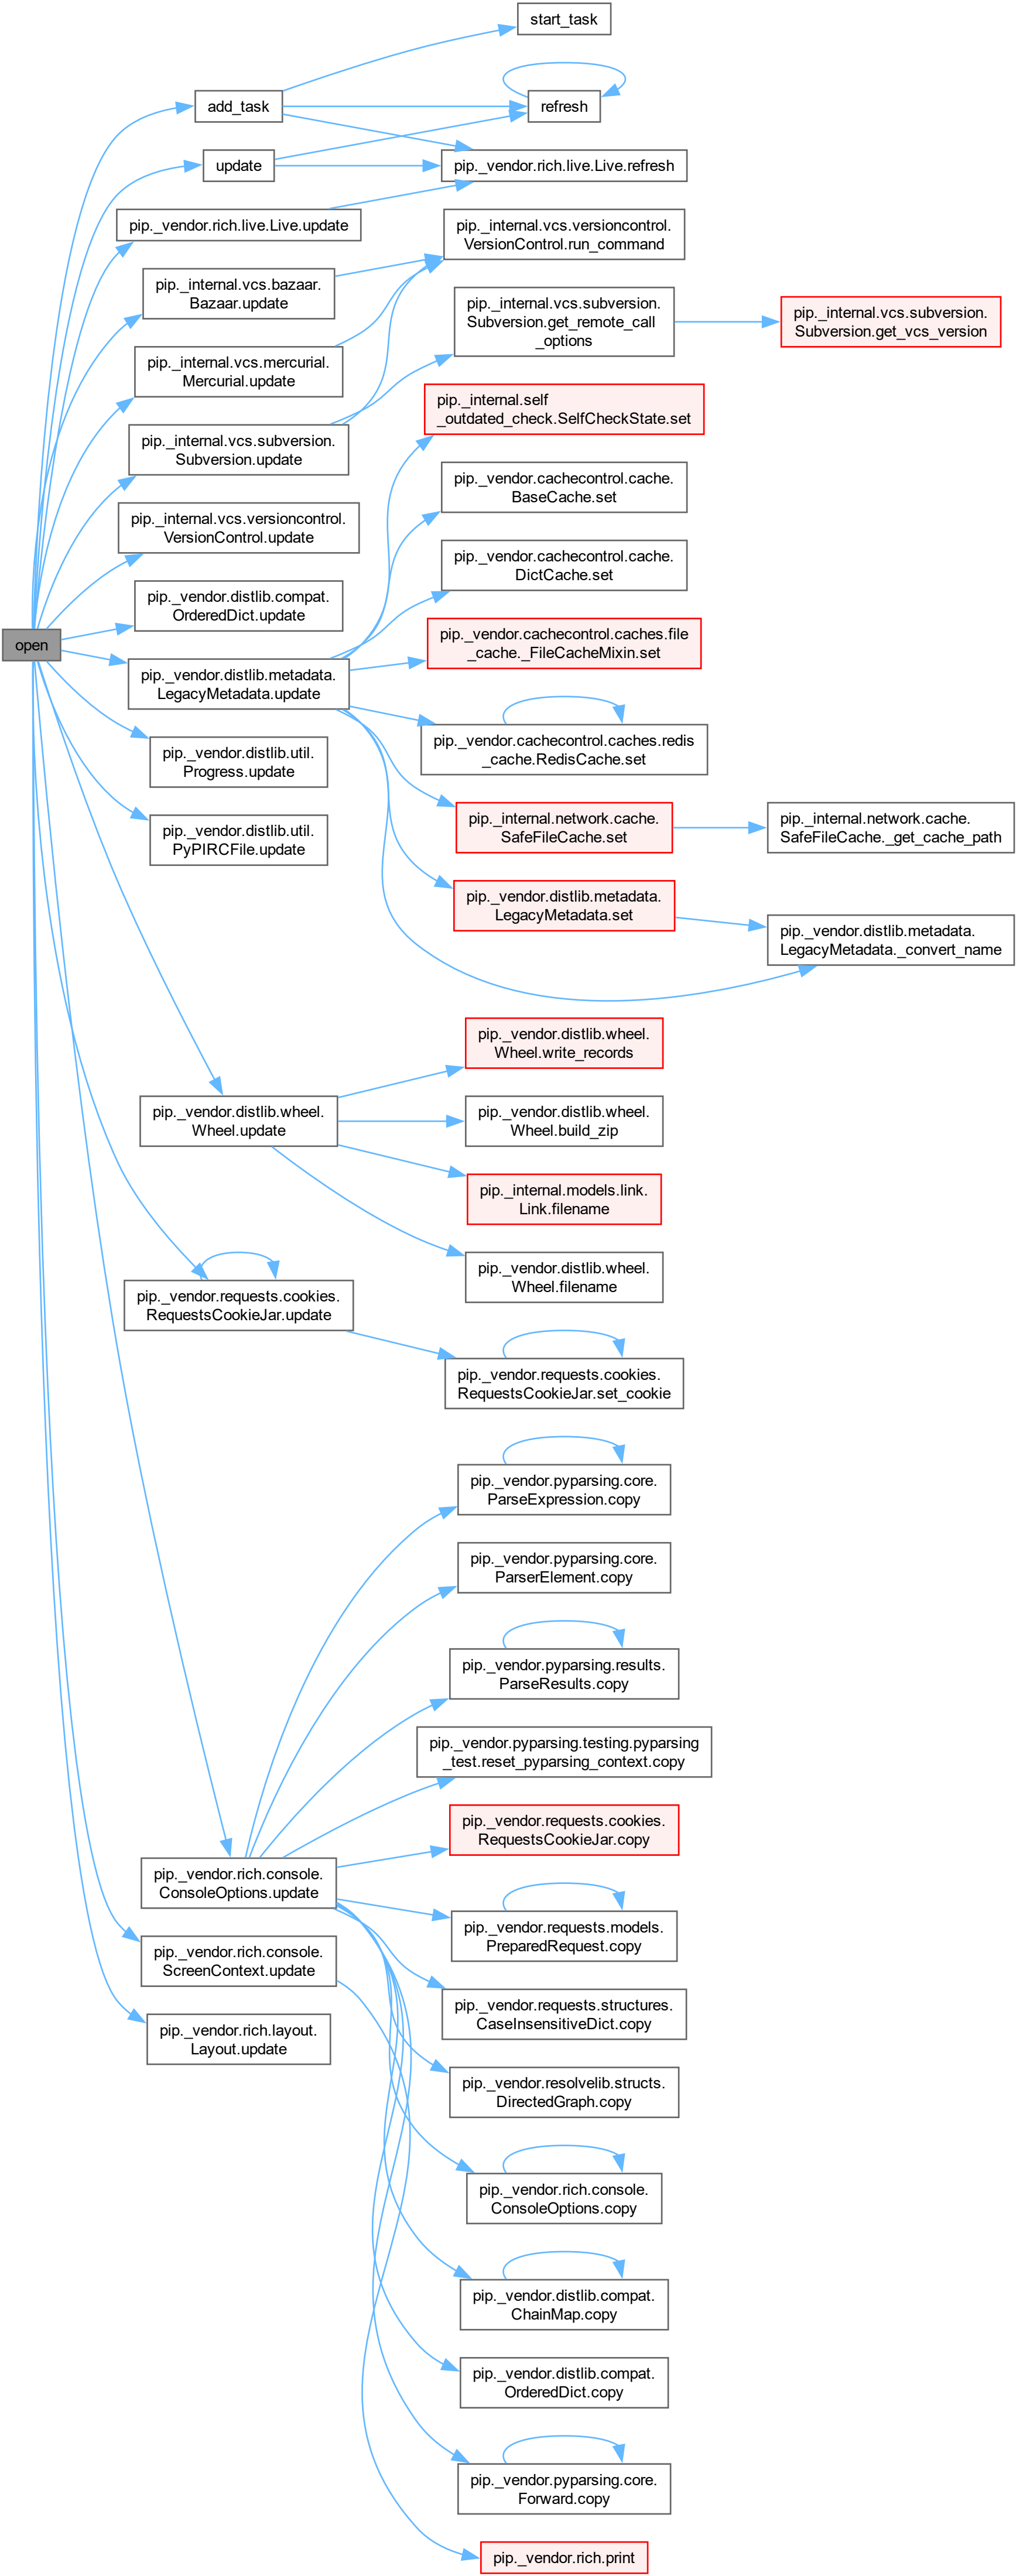 start_task
add_task
refresh
update
pip._vendor.rich.live.Live.refresh
pip._vendor.rich.live.Live.update
pip._internal.vcs.versioncontrol.
VersionControl.run_command
pip._internal.vcs.bazaar.
Bazaar.update
pip._internal.vcs.subversion.
Subversion.get_remote_call
_options
pip._internal.vcs.subversion.
Subversion.get_vcs_version
pip._internal.vcs.mercurial.
Mercurial.update
pip._internal.self
_outdated_check.SelfCheckState.set
pip._internal.vcs.subversion.
Subversion.update
pip._vendor.cachecontrol.cache.
BaseCache.set
pip._internal.vcs.versioncontrol.
VersionControl.update
pip._vendor.cachecontrol.cache.
DictCache.set
pip._vendor.distlib.compat.
OrderedDict.update
open
pip._vendor.cachecontrol.caches.file
_cache._FileCacheMixin.set
pip._vendor.distlib.metadata.
LegacyMetadata.update
pip._vendor.cachecontrol.caches.redis
_cache.RedisCache.set
pip._vendor.distlib.util.
Progress.update
pip._internal.network.cache.
SafeFileCache.set
pip._internal.network.cache.
SafeFileCache._get_cache_path
pip._vendor.distlib.util.
PyPIRCFile.update
pip._vendor.distlib.metadata.
LegacyMetadata.set
pip._vendor.distlib.metadata.
LegacyMetadata._convert_name
pip._vendor.distlib.wheel.
Wheel.write_records
pip._vendor.distlib.wheel.
Wheel.update
pip._vendor.distlib.wheel.
Wheel.build_zip
pip._internal.models.link.
Link.filename
pip._vendor.distlib.wheel.
Wheel.filename
pip._vendor.requests.cookies.
RequestsCookieJar.update
pip._vendor.requests.cookies.
RequestsCookieJar.set_cookie
pip._vendor.pyparsing.core.
ParseExpression.copy
pip._vendor.pyparsing.core.
ParserElement.copy
pip._vendor.pyparsing.results.
ParseResults.copy
pip._vendor.pyparsing.testing.pyparsing
_test.reset_pyparsing_context.copy
pip._vendor.requests.cookies.
RequestsCookieJar.copy
pip._vendor.rich.console.
ConsoleOptions.update
pip._vendor.requests.models.
PreparedRequest.copy
pip._vendor.rich.console.
ScreenContext.update
pip._vendor.requests.structures.
CaseInsensitiveDict.copy
pip._vendor.rich.layout.
Layout.update
pip._vendor.resolvelib.structs.
DirectedGraph.copy
pip._vendor.rich.console.
ConsoleOptions.copy
pip._vendor.distlib.compat.
ChainMap.copy
pip._vendor.distlib.compat.
OrderedDict.copy
pip._vendor.pyparsing.core.
Forward.copy
pip._vendor.rich.print